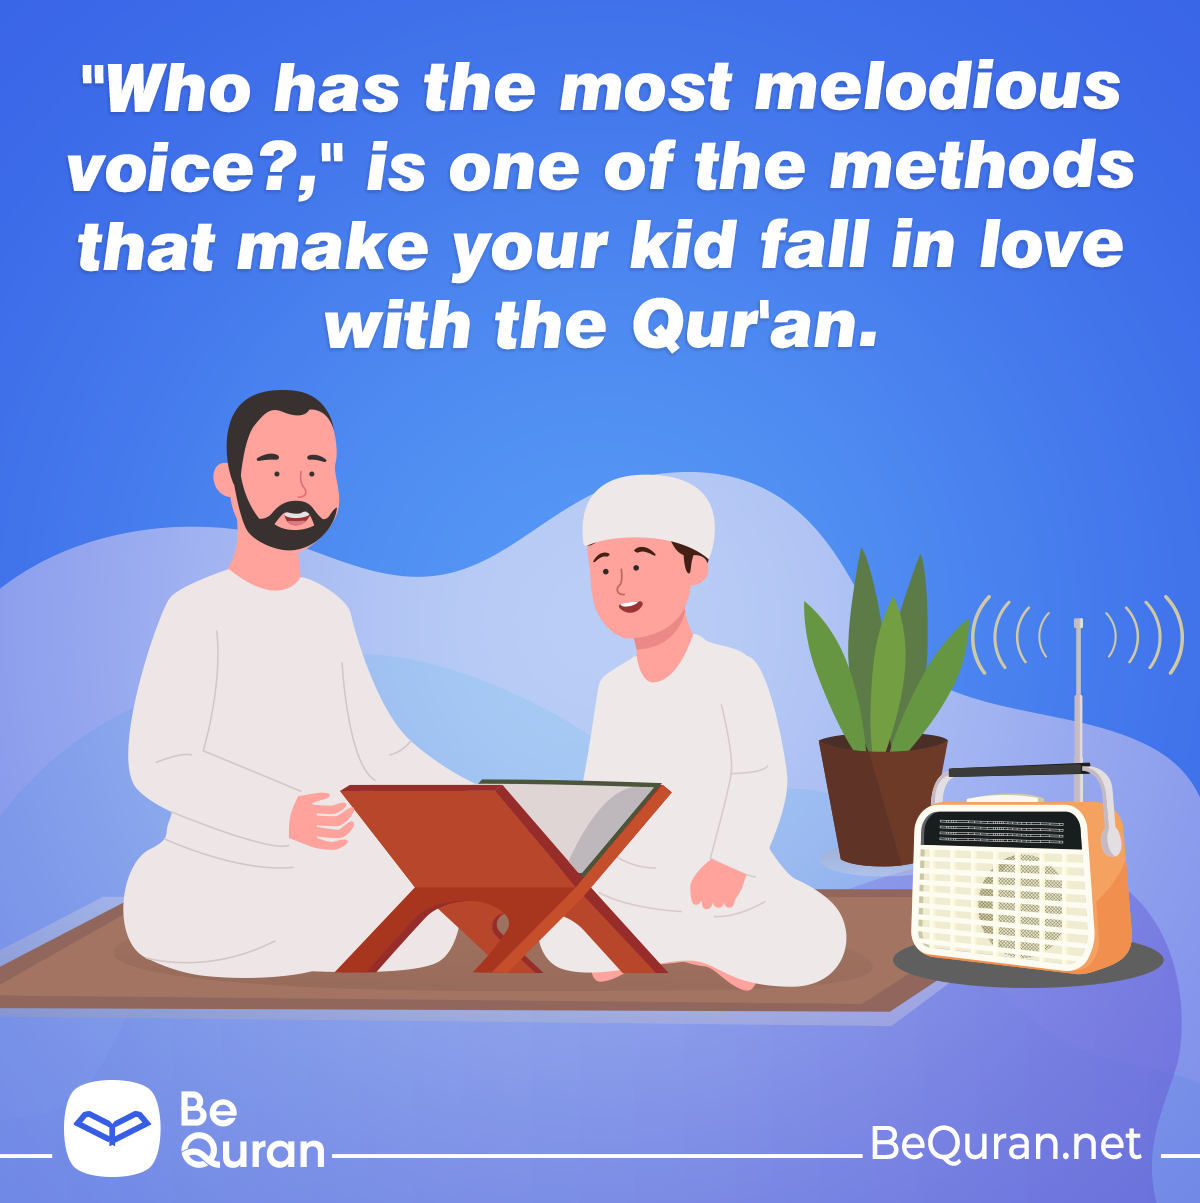 "Who has the most melodious
voice?," is one of the methods
that make your kid fall in love
with the Qur'an.
Be
Quran
BeQuran.net